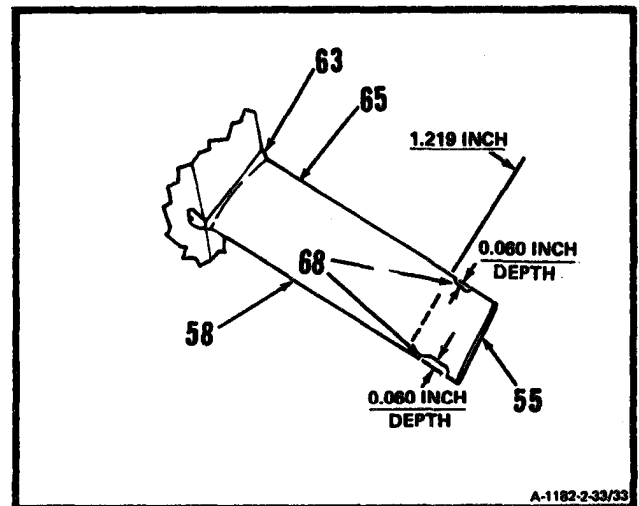 63
65
1.219 INCH
0.060 INCH
DEPTH
68
58
0.060 INCH
DEPTH
55
A-1182-2-33/33